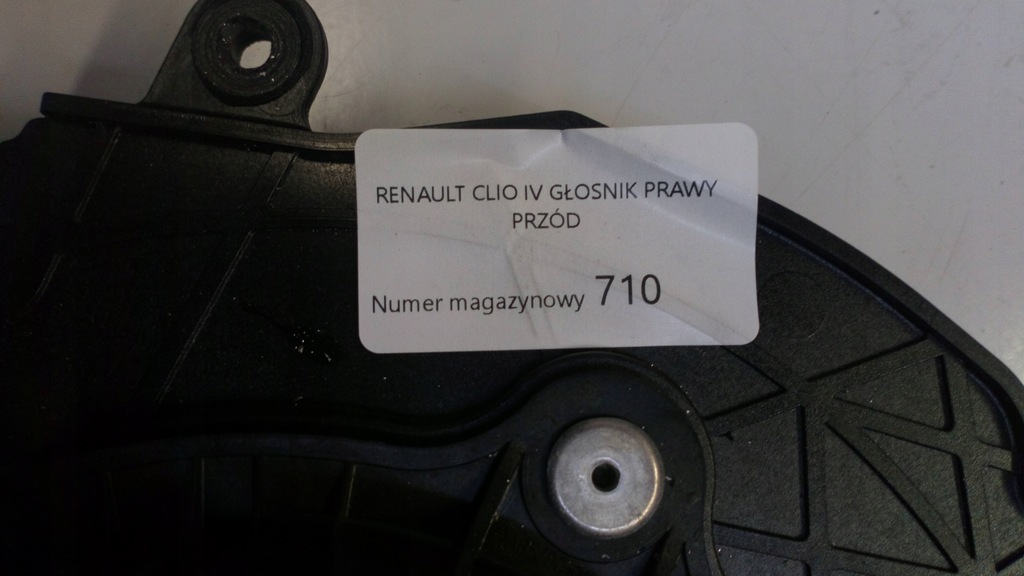 RENAULT CLIO IV GŁOSNIK PRAWY
PRZÓD
Numer magazynowy 710